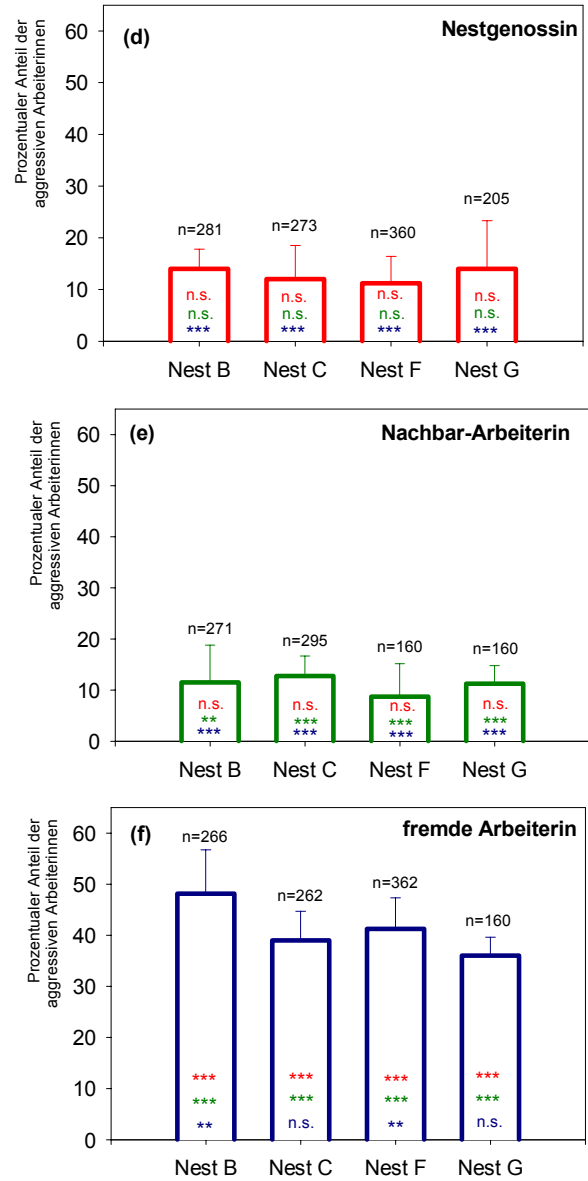 (d) Nestgenossin
Prozentualer Anteil der
aggressiven Arbeiterinnen
60
50
40
30
20
10
0
n=281 n=273 n=360 n=205
n.s. n.s. n.s. n.s.
n.s. n.s. n.s. n.s.
*** *** *** ***
Nest B Nest C Nest F Nest G
(e) Nachbar-Arbeiterin
Prozentualer Anteil der
aggressiven Arbeiterinnen
60
50
40
30
20
10
0
n=271 n=295 n=160 n=160
n.s. n.s. n.s. n.s.
** *** *** ***
*** *** *** ***
Nest B Nest C Nest F Nest G
(f) fremde Arbeiterin
Prozentualer Anteil der
aggressiven Arbeiterinnen
60
50
40
30
20
10
0
n=266 n=262 n=362 n=160
*** *** *** ***
*** *** *** ***
** n.s. ** n.s.
Nest B Nest C Nest F Nest G